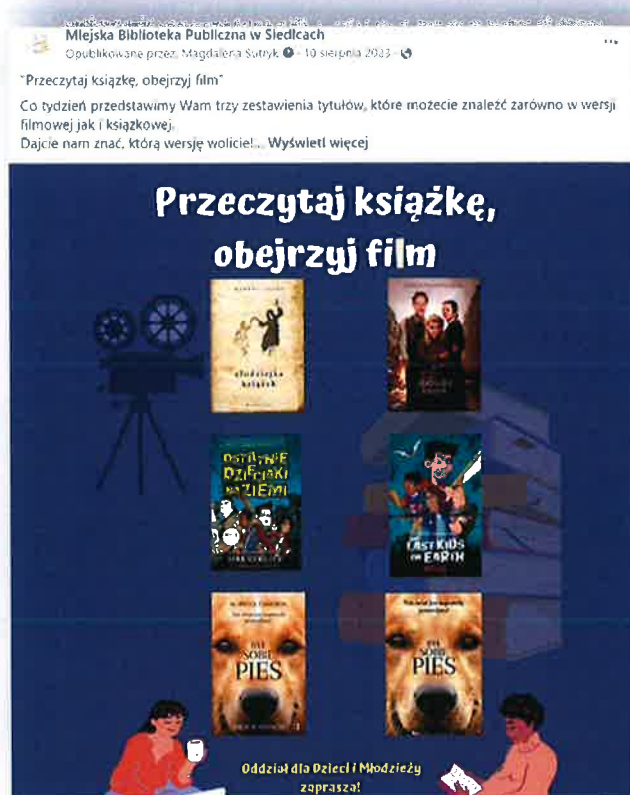 Miejska Biblioteka Publiczna w Siedlcach
Opublikowane przez: Magdalena Sutryk · 10 sierpnia 2023 ·
"Przeczytaj książkę, obejrzyj film"
Co tydzień przedstawimy Wam trzy zestawienia tytułów, które możecie znaleźć zarówno w wersji
filmowej jak i książkowej.
Dajcie nam znać, którą wersję wolicie!... Wyświetl więcej
Przeczytaj książkę,
obejrzyj film
złodziejka
książek
OSTATNIE
DZIECIAKI
NA ZIEMI
THE LAST KIDS
ON EARTH
BYŁ
SOBIE
PIES
BYŁ
SOBIE
PIES
Oddział dla Dzieci i Młodzieży
zaprasza!